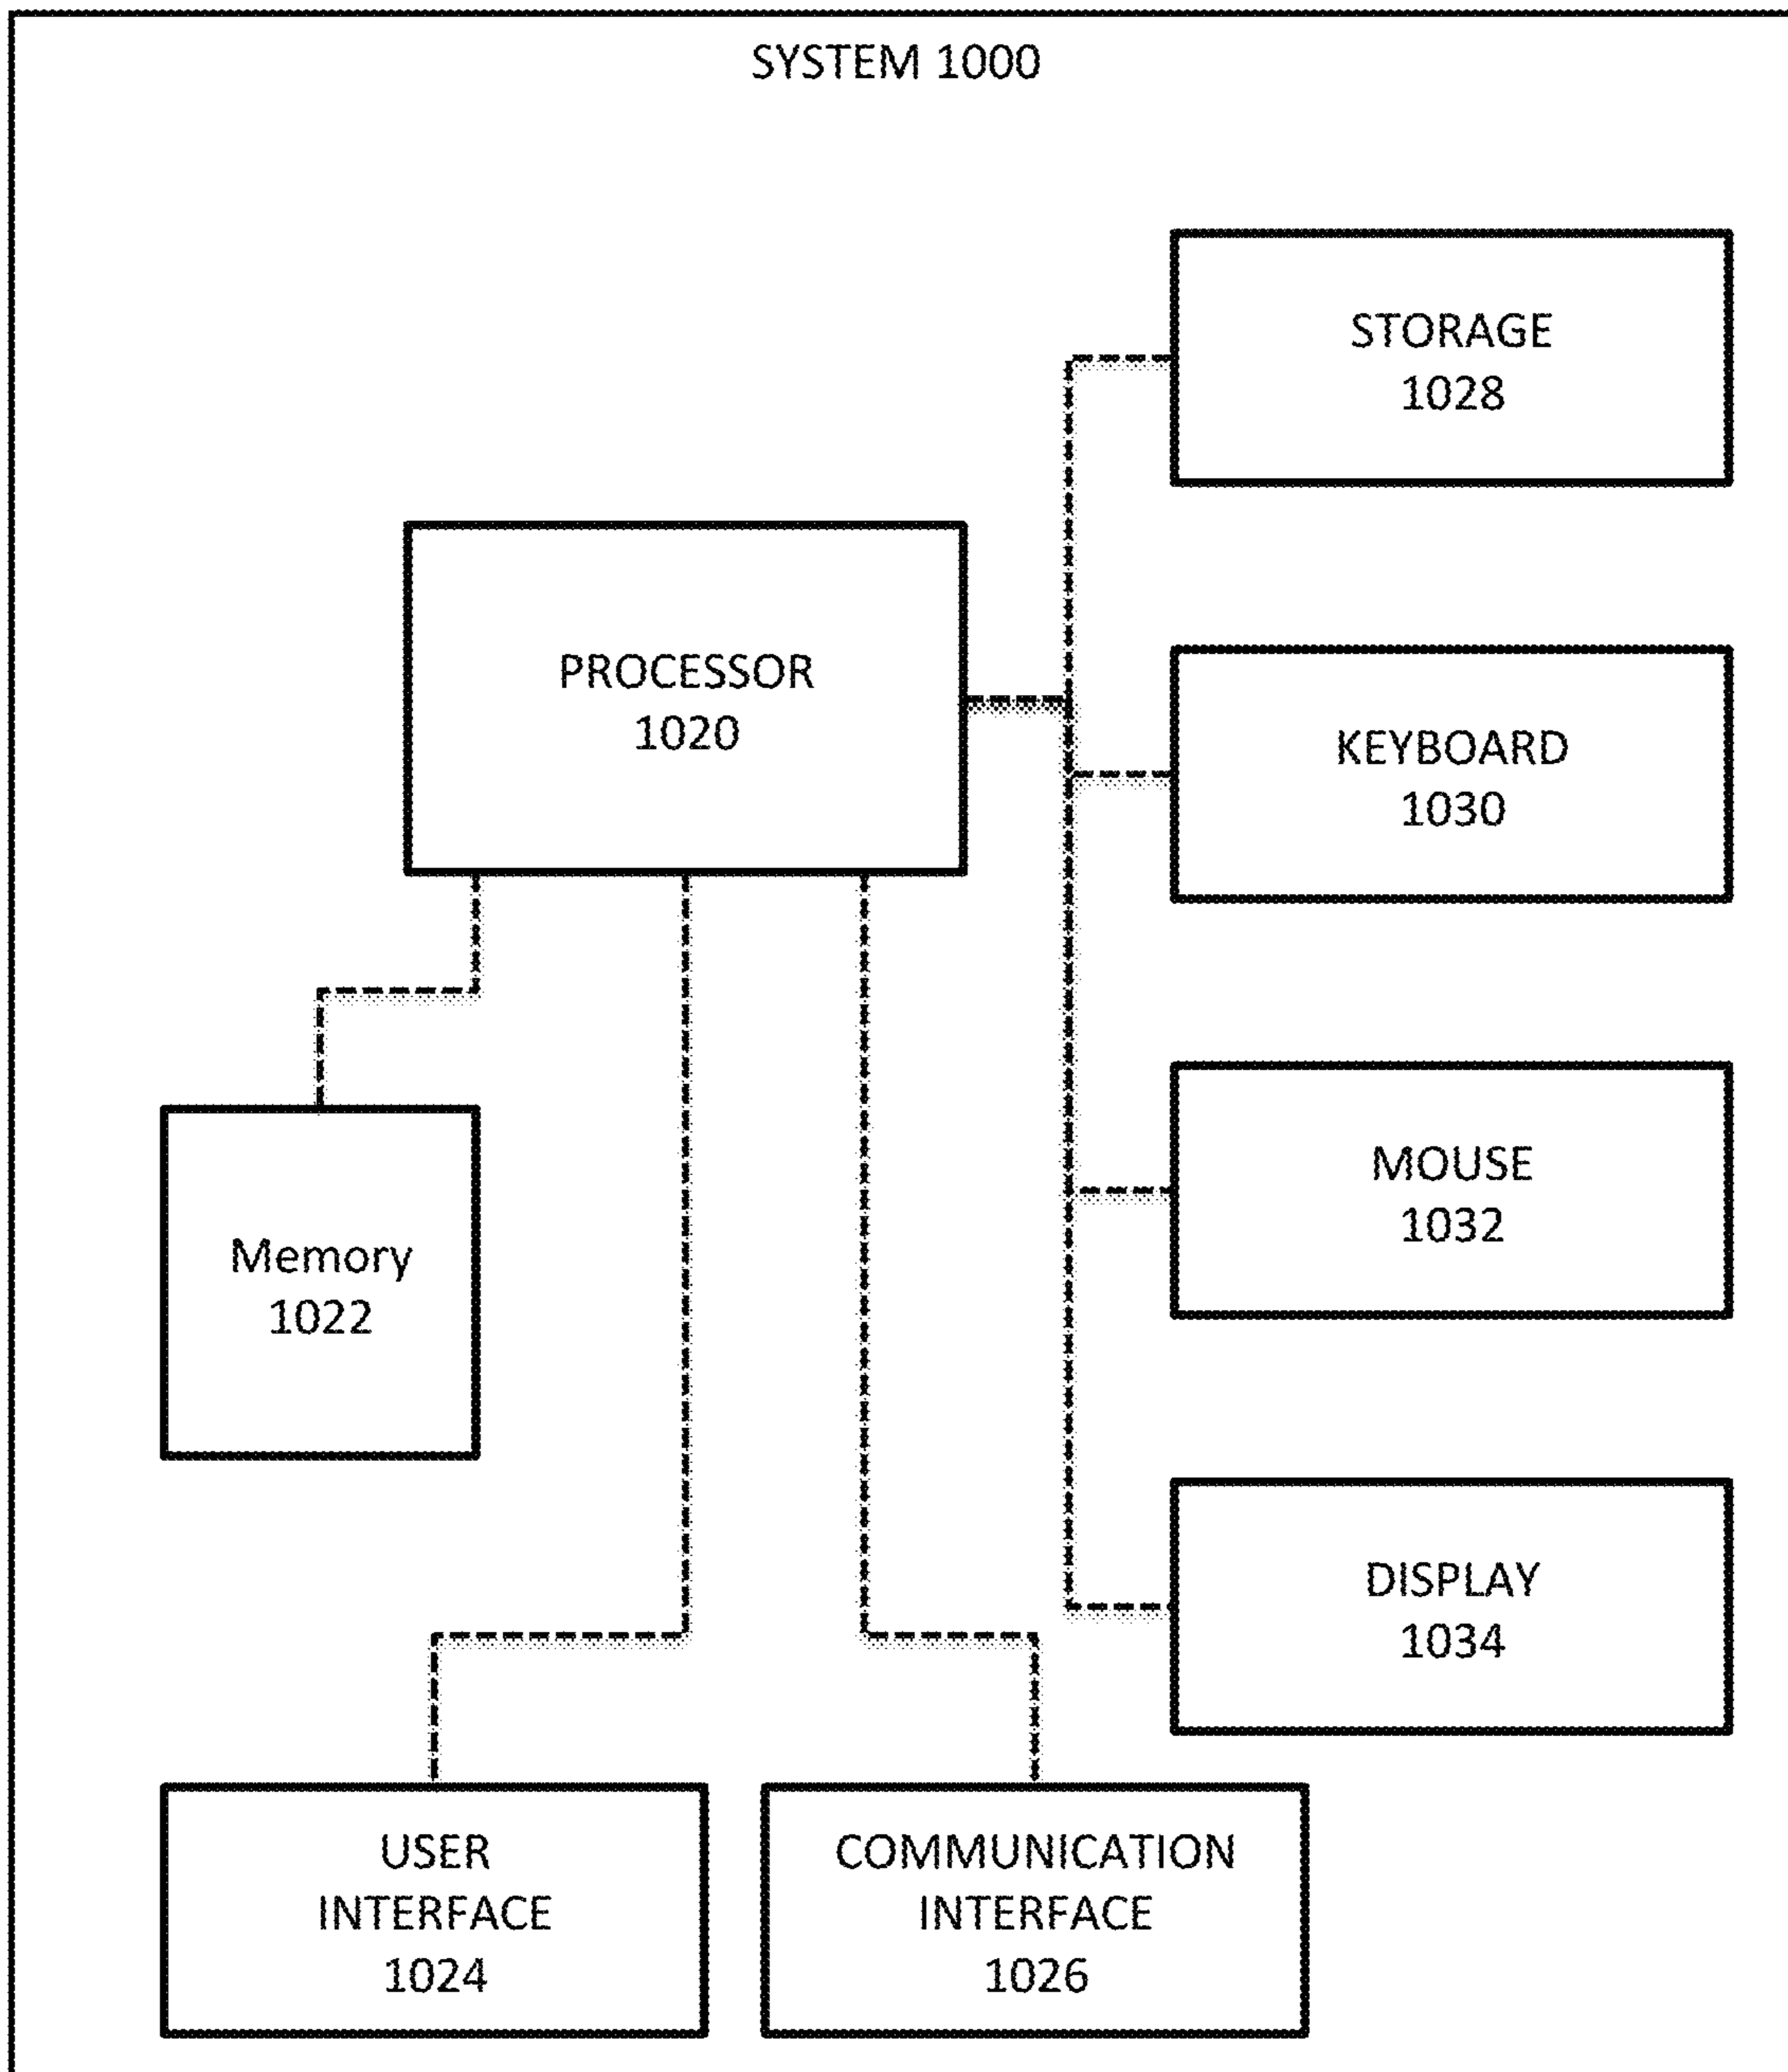 SYSTEM 1000
STORAGE
1028
PROCESSOR
1020
KEYBOARD
1030
MOUSE
1032
Memory
1022
DISPLAY
1034
USER
INTERFACE
1024
COMMUNICATION
INTERFACE
1026